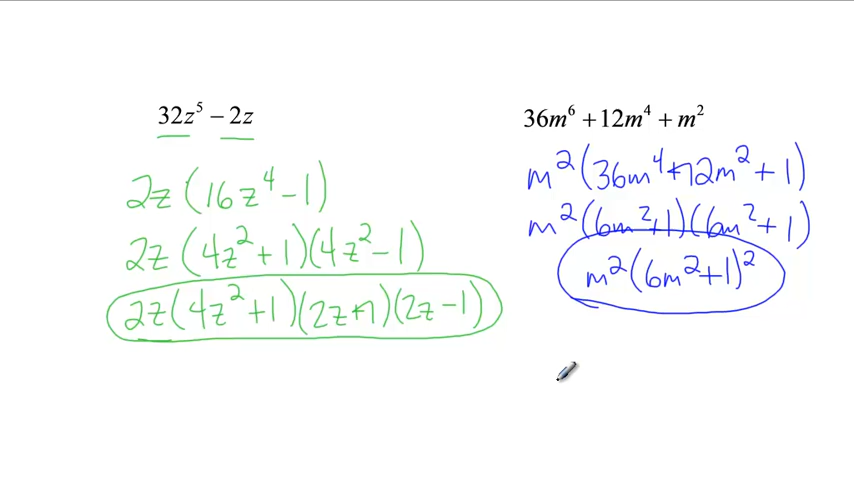 32z⁵ − 2z
2z(16z⁴ − 1)
2z(4z² + 1)(4z² − 1)
2z(4z² + 1)(2z + 1)(2z − 1)
36m⁶ + 12m⁴ + m²
m²(36m⁴ + 12m² + 1)
m²(6m² + 1)(6m² + 1)
m²(6m² + 1)²